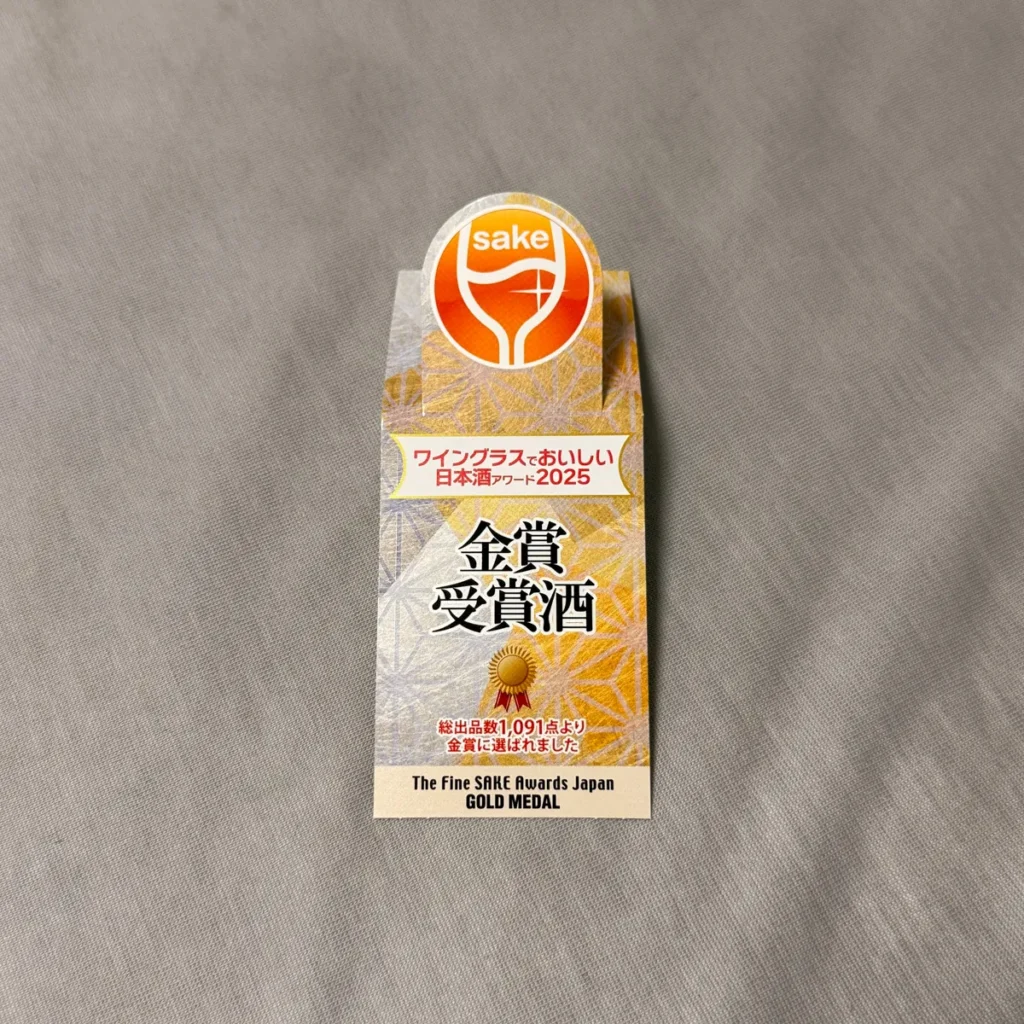 sake
ワイングラスでおいしい
日本酒アワード2025
金賞
受賞酒
総出品数1,091点より
金賞に選ばれました
The Fine SAKE Awards Japan
GOLD MEDAL